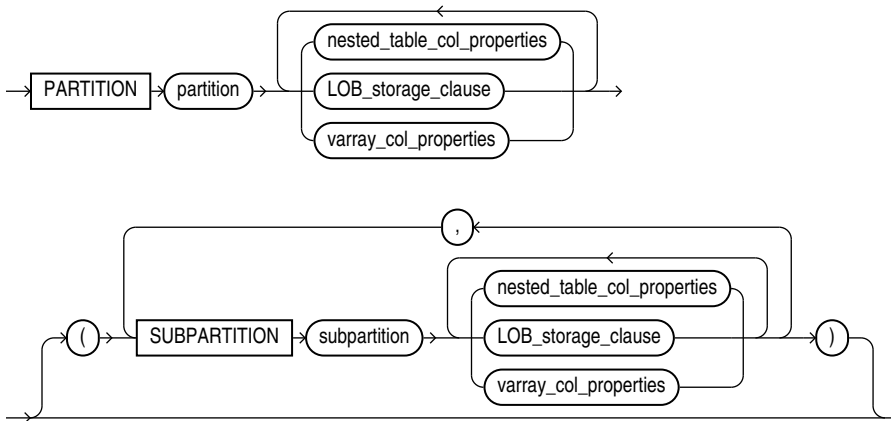 nested_table_col_properties
PARTITION partition LOB_storage_clause
varray_col_properties
,
nested_table_col_properties
( SUBPARTITION subpartition LOB_storage_clause )
varray_col_properties